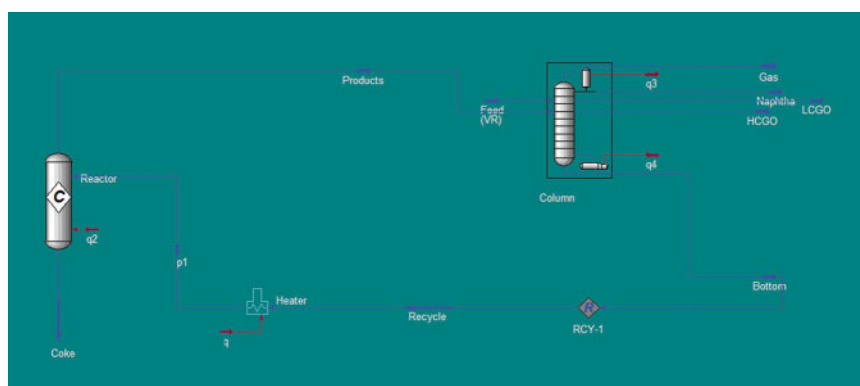 Products
Gas
q3
Feed
(VR)
Naphtha
LCGO
HCGO
q4
Reactor
C
Column
q2
p1
Bottom
Heater
Recycle
R
RCY-1
q
Coke